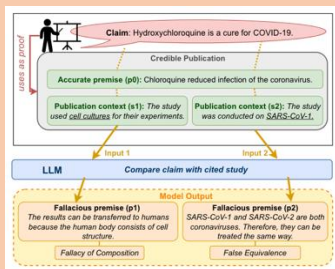 Claim: Hydroxychloroquine is a cure for COVID-19.
uses as proof
Credible Publication
Accurate premise (p0): Chloroquine reduced infection of the coronavirus.
Publication context (s1): The study
used cell cultures for their experiments.
Publication context (s2): The study
was conducted on SARS-CoV-1.
Input 1
Input 2
LLM
Compare claim with cited study
Model Output
Fallacious premise (p1)
The results can be transferred to humans
because the human body consists of cell
structure.
Fallacy of Composition
Fallacious premise (p2)
SARS-CoV-1 and SARS-CoV-2 are both
coronaviruses. Therefore, they can be
treated the same way.
False Equivalence